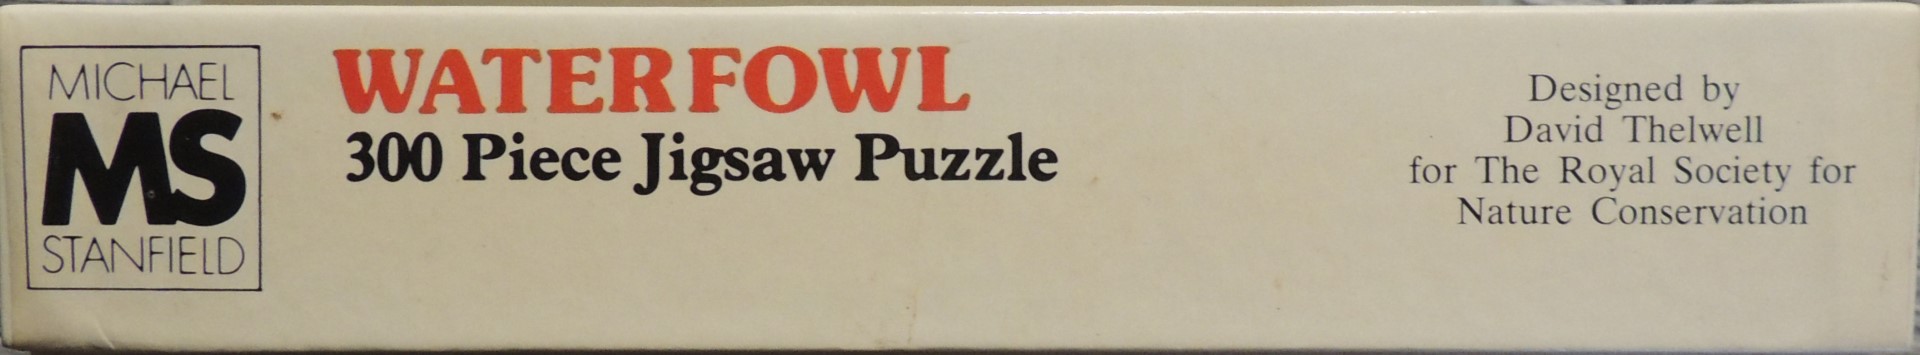 MICHAEL
MS
STANFIELD
WATERFOWL
300 Piece Jigsaw Puzzle
Designed by
David Thelwell
for The Royal Society for
Nature Conservation